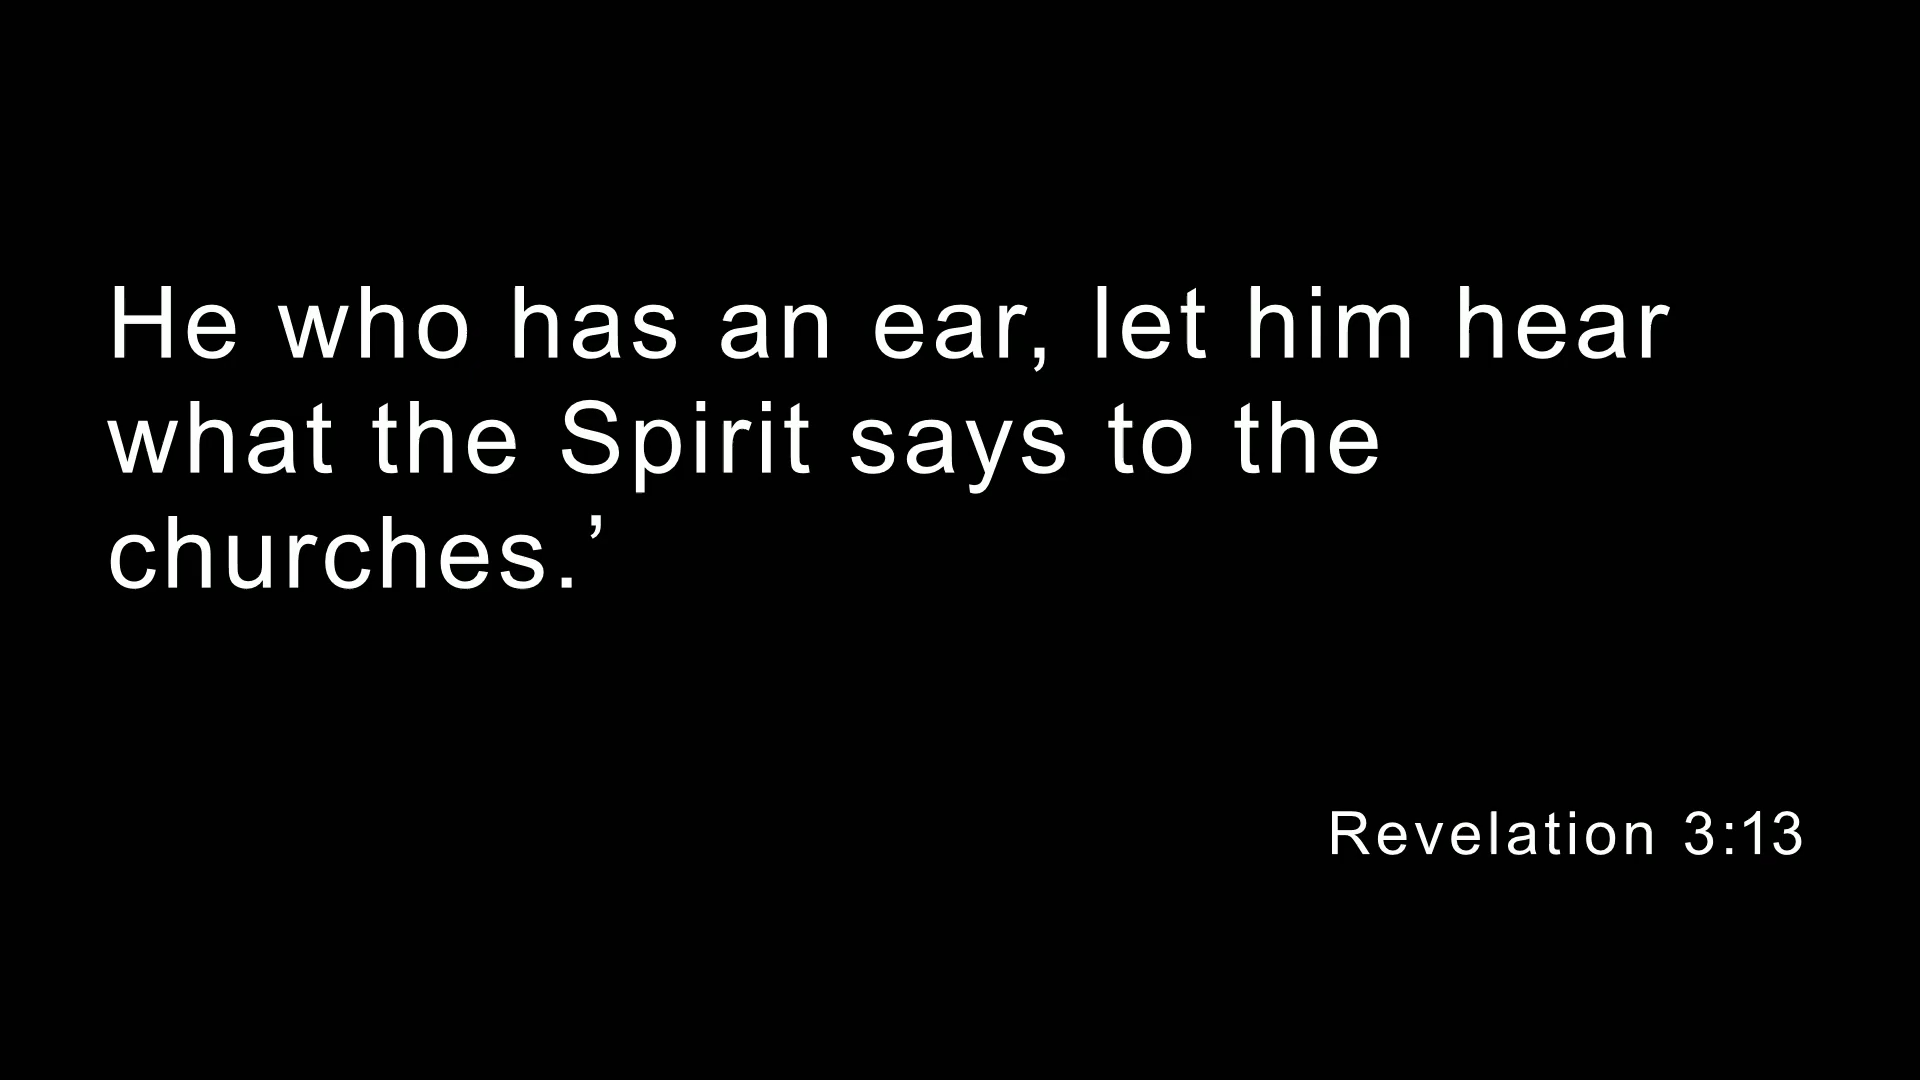 He who has an ear, let him hear
what the Spirit says to the
churches.’
Revelation 3:13